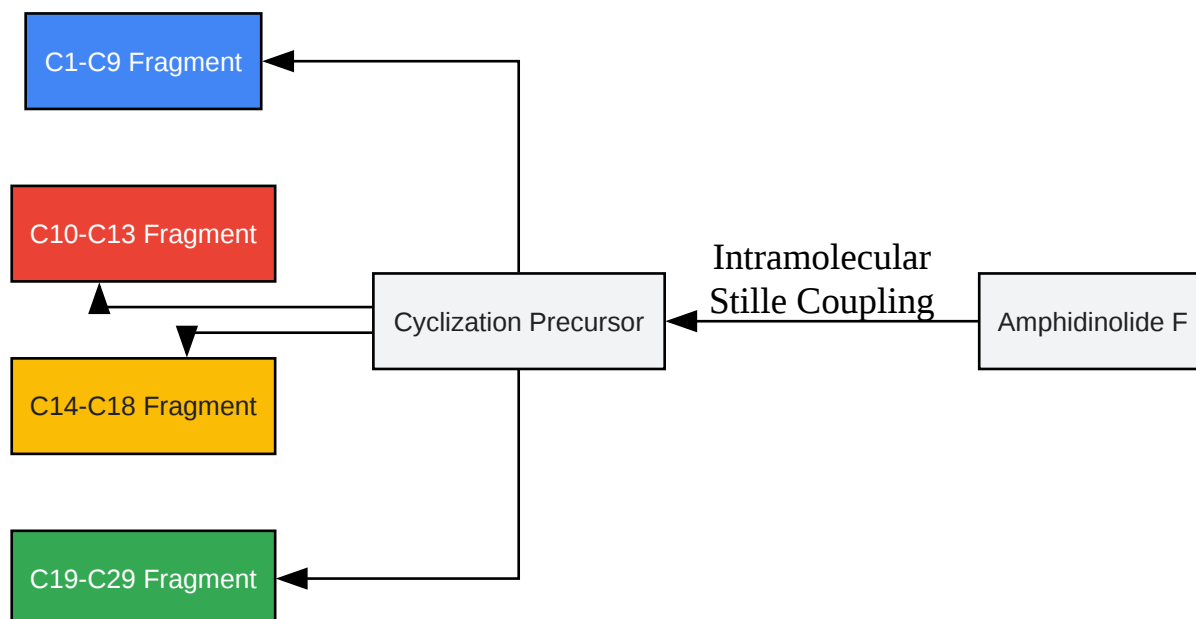 C1-C9 Fragment
C10-C13 Fragment
C14-C18 Fragment
C19-C29 Fragment
Cyclization Precursor
Intramolecular
Stille Coupling
Amphidinolide F